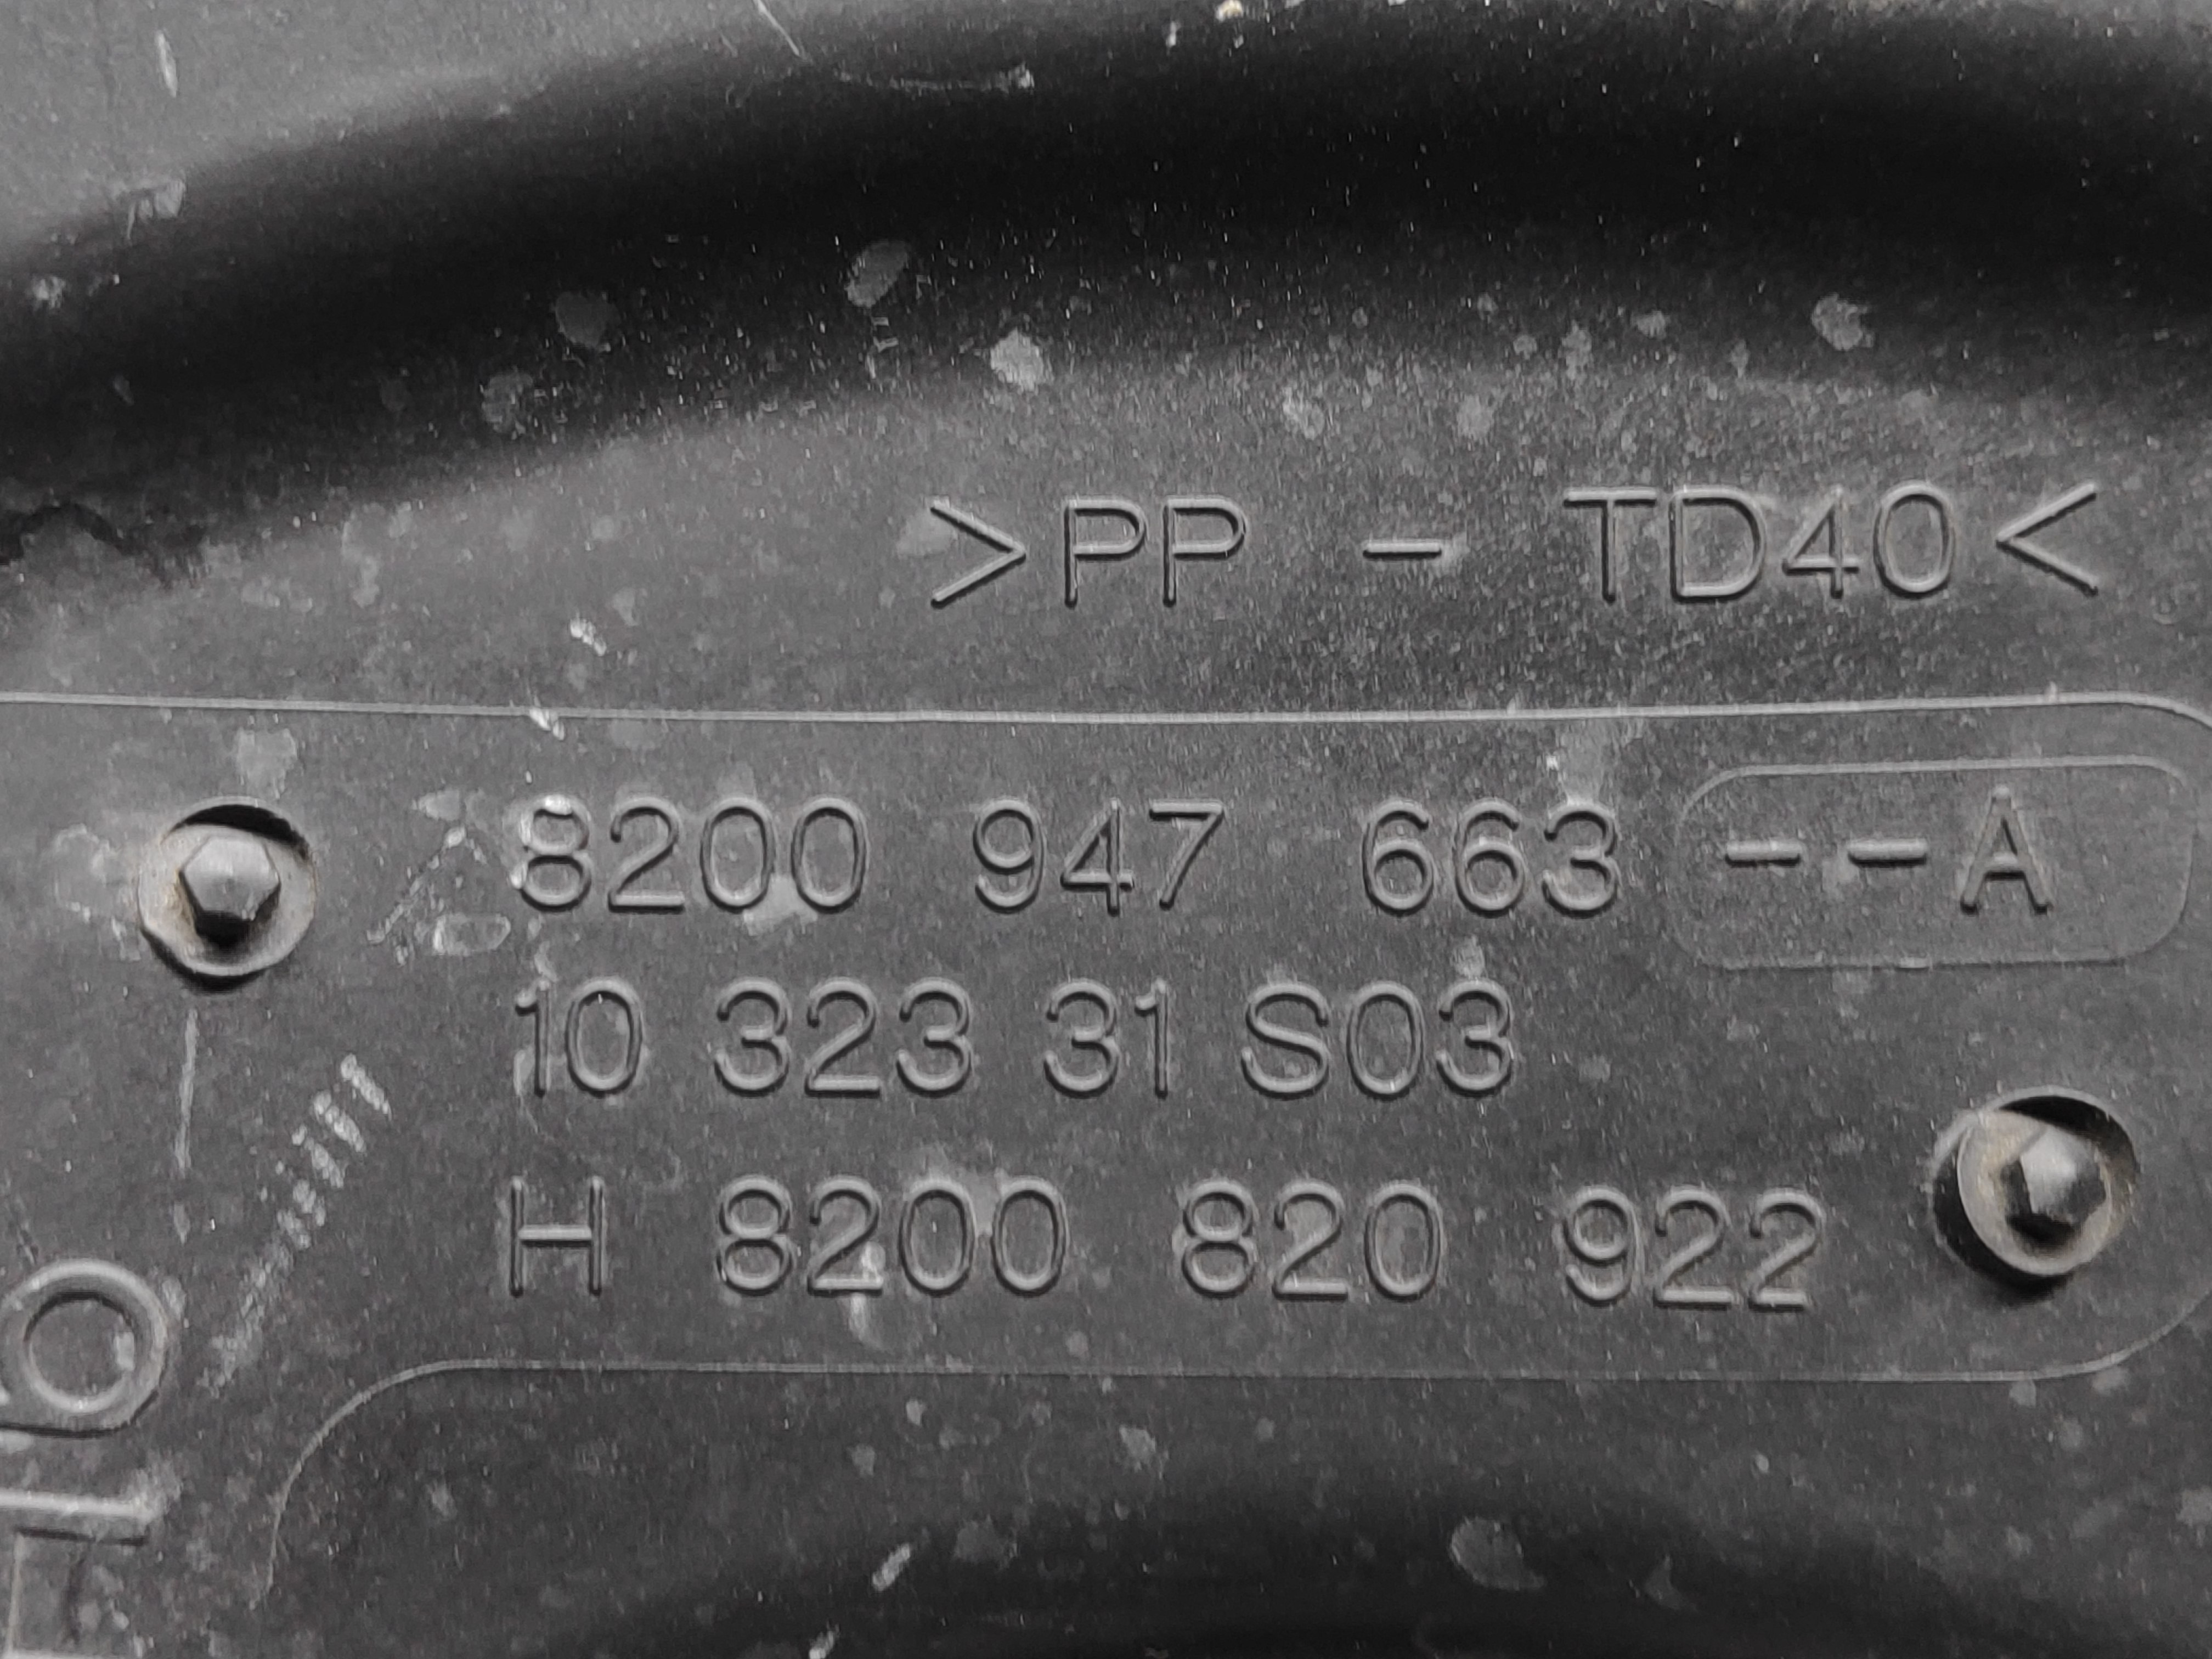 >PP - TD40<
8200 947 663 --A
10 323 31 S03
H 8200 820 922